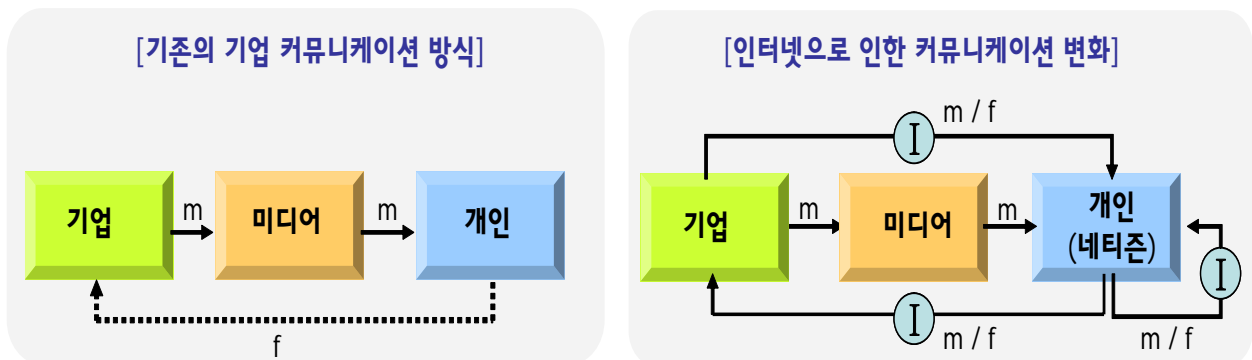 [기존의 기업 커뮤니케이션 방식]
기업
m
미디어
m
개인
f
[인터넷으로 인한 커뮤니케이션 변화]
I
m / f
기업
m
미디어
m
개인
(네티즌)
I
I
m / f
m / f